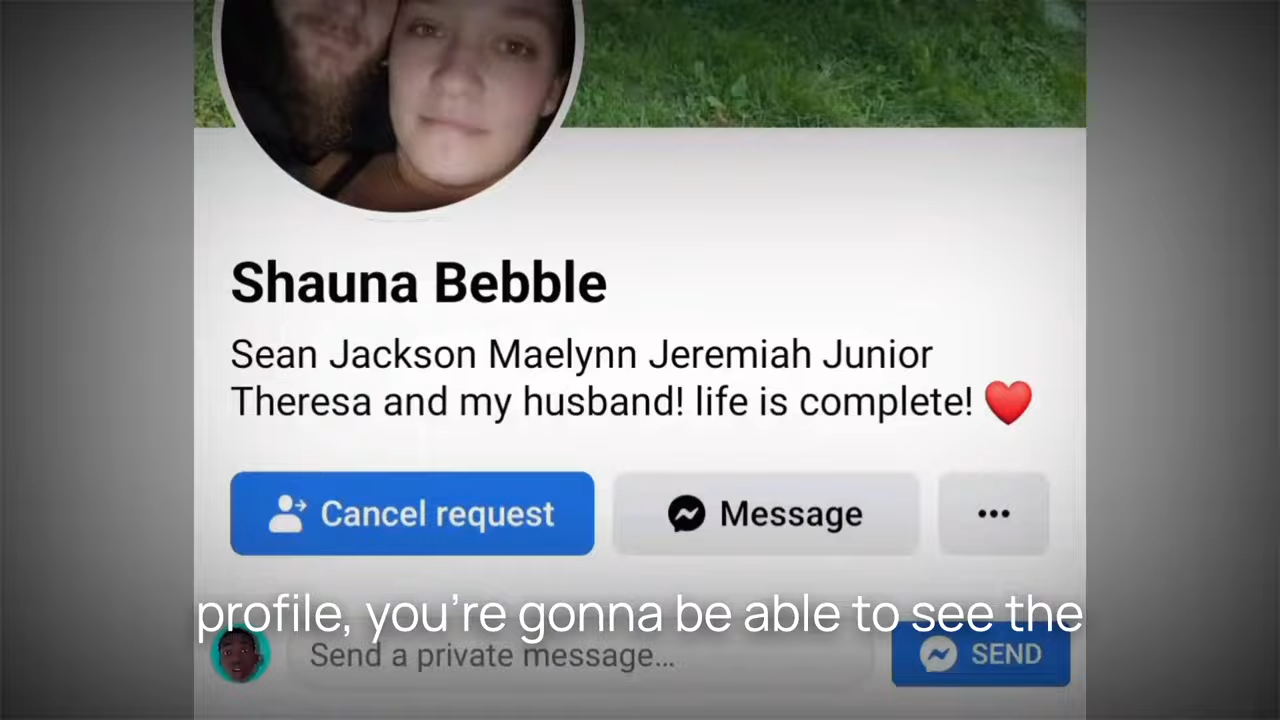 Shauna Bebble
Sean Jackson Maelynn Jeremiah Junior
Theresa and my husband! life is complete! ❤️
Cancel request
Message
profile, you're gonna be able to see the
Send a private message...
SEND